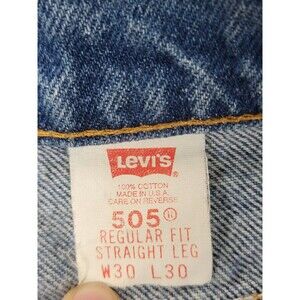 Levi's
®
100% COTTON
MADE IN U.S.A.
CARE ON REVERSE
505
REGULAR FIT
STRAIGHT LEG
W30 L30